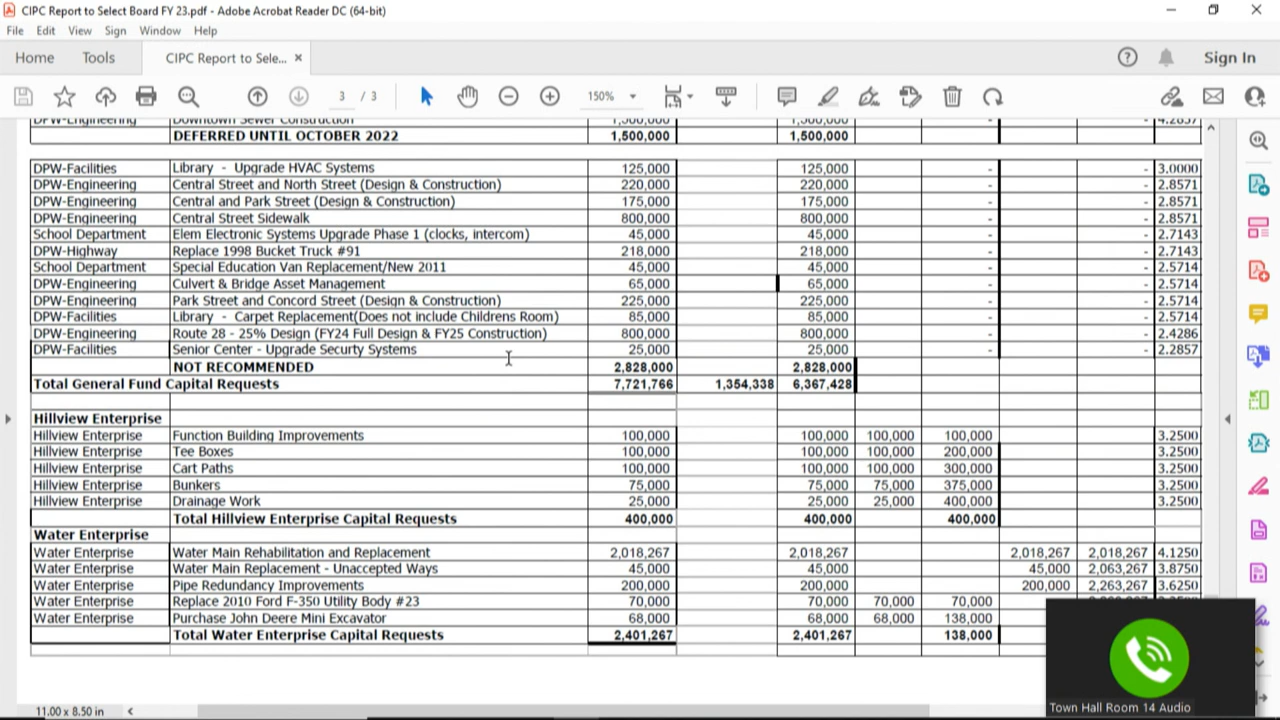 CIPC Report to Select Board FY 23.pdf - Adobe Acrobat Reader DC (64-bit)
File Edit View Sign Window Help
Home Tools CIPC Report to Sele... × Sign In
3 / 3 150%
DPW-Engineering Downtown Sewer Construction 1,500,000 1,500,000 - - 4.2857
DEFERRED UNTIL OCTOBER 2022 1,500,000 1,500,000
DPW-Facilities Library - Upgrade HVAC Systems 125,000 125,000 - - 3.0000
DPW-Engineering Central Street and North Street (Design & Construction) 220,000 220,000 - - 2.8571
DPW-Engineering Central and Park Street (Design & Construction) 175,000 175,000 - - 2.8571
DPW-Engineering Central Street Sidewalk 800,000 800,000 - - 2.8571
School Department Elem Electronic Systems Upgrade Phase 1 (clocks, intercom) 45,000 45,000 - - 2.7143
DPW-Highway Replace 1998 Bucket Truck #91 218,000 218,000 - - 2.7143
School Department Special Education Van Replacement/New 2011 45,000 45,000 - - 2.5714
DPW-Engineering Culvert & Bridge Asset Management 65,000 65,000 - - 2.5714
DPW-Engineering Park Street and Concord Street (Design & Construction) 225,000 225,000 - - 2.5714
DPW-Facilities Library - Carpet Replacement(Does not include Childrens Room) 85,000 85,000 - - 2.5714
DPW-Engineering Route 28 - 25% Design (FY24 Full Design & FY25 Construction) 800,000 800,000 - - 2.4286
DPW-Facilities Senior Center - Upgrade Securty Systems 25,000 25,000 - - 2.2857
NOT RECOMMENDED 2,828,000 2,828,000
Total General Fund Capital Requests 7,721,766 1,354,338 6,367,428
Hillview Enterprise
Hillview Enterprise Function Building Improvements 100,000 100,000 100,000 100,000 3.2500
Hillview Enterprise Tee Boxes 100,000 100,000 100,000 200,000 3.2500
Hillview Enterprise Cart Paths 100,000 100,000 100,000 300,000 3.2500
Hillview Enterprise Bunkers 75,000 75,000 75,000 375,000 3.2500
Hillview Enterprise Drainage Work 25,000 25,000 25,000 400,000 3.2500
Total Hillview Enterprise Capital Requests 400,000 400,000 400,000
Water Enterprise
Water Enterprise Water Main Rehabilitation and Replacement 2,018,267 2,018,267 2,018,267 2,018,267 4.1250
Water Enterprise Water Main Replacement - Unaccepted Ways 45,000 45,000 45,000 2,063,267 3.8750
Water Enterprise Pipe Redundancy Improvements 200,000 200,000 200,000 2,263,267 3.6250
Water Enterprise Replace 2010 Ford F-350 Utility Body #23 70,000 70,000 70,000 70,000
Water Enterprise Purchase John Deere Mini Excavator 68,000 68,000 68,000 138,000
Total Water Enterprise Capital Requests 2,401,267 2,401,267 138,000
Town Hall Room 14 Audio
11.00 x 8.50 in